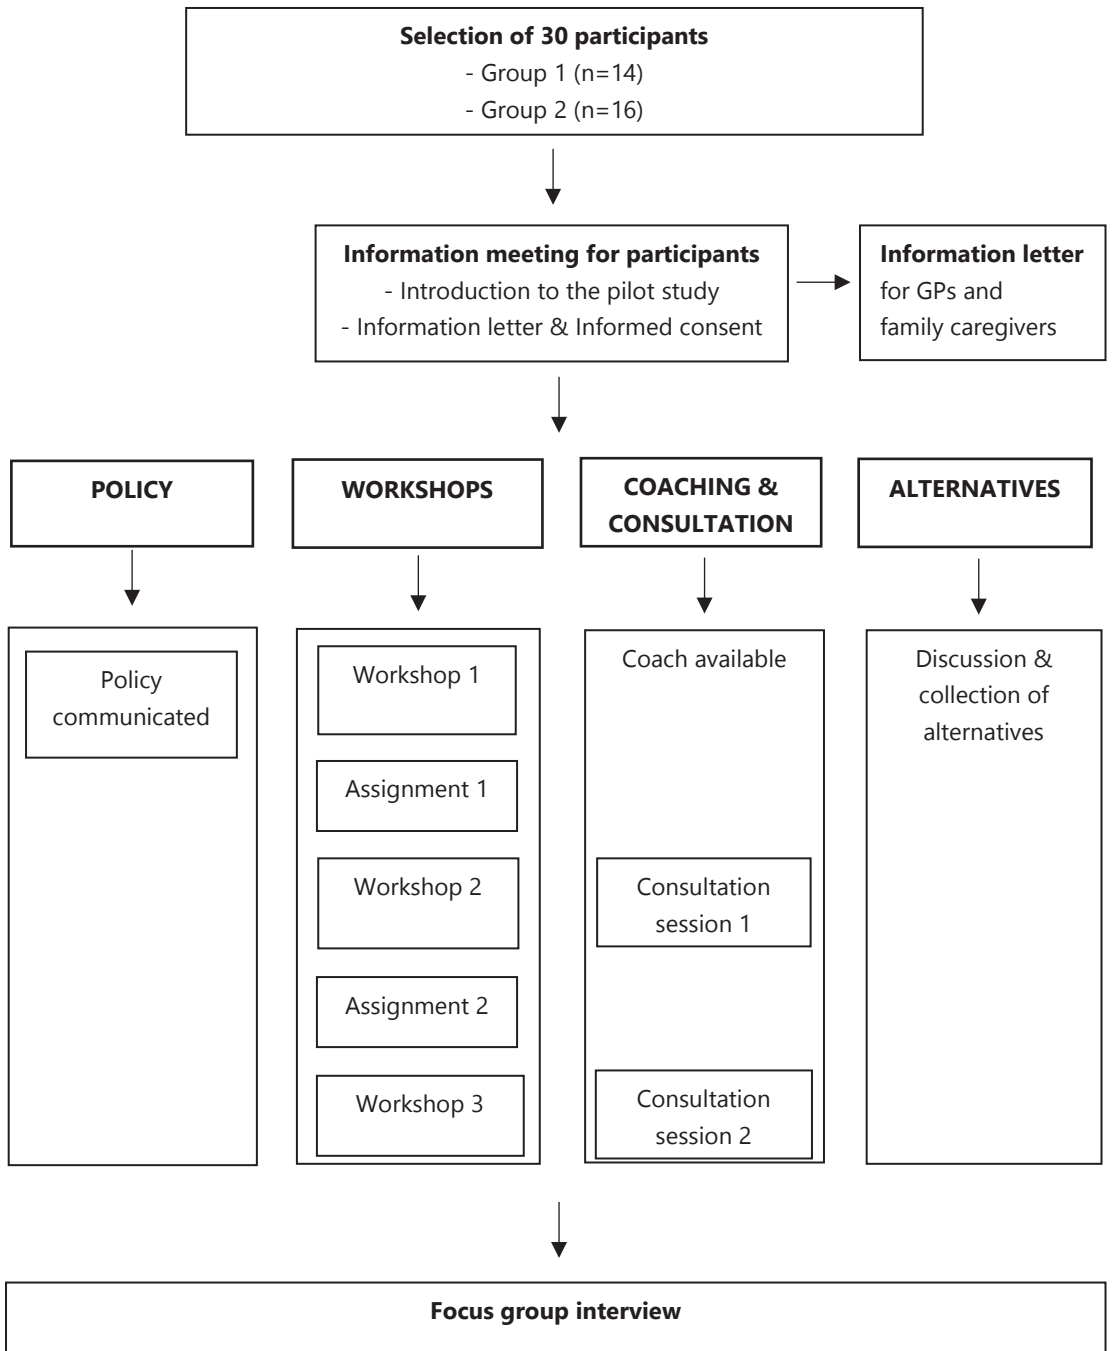 Selection of 30 participants
- Group 1 (n=14)
- Group 2 (n=16)
Information meeting for participants
- Introduction to the pilot study
- Information letter & Informed consent
Information letter
for GPs and
family caregivers
POLICY
WORKSHOPS
COACHING &
CONSULTATION
ALTERNATIVES
Policy
communicated
Workshop 1
Assignment 1
Workshop 2
Assignment 2
Workshop 3
Coach available
Consultation
session 1
Consultation
session 2
Discussion &
collection of
alternatives
Focus group interview